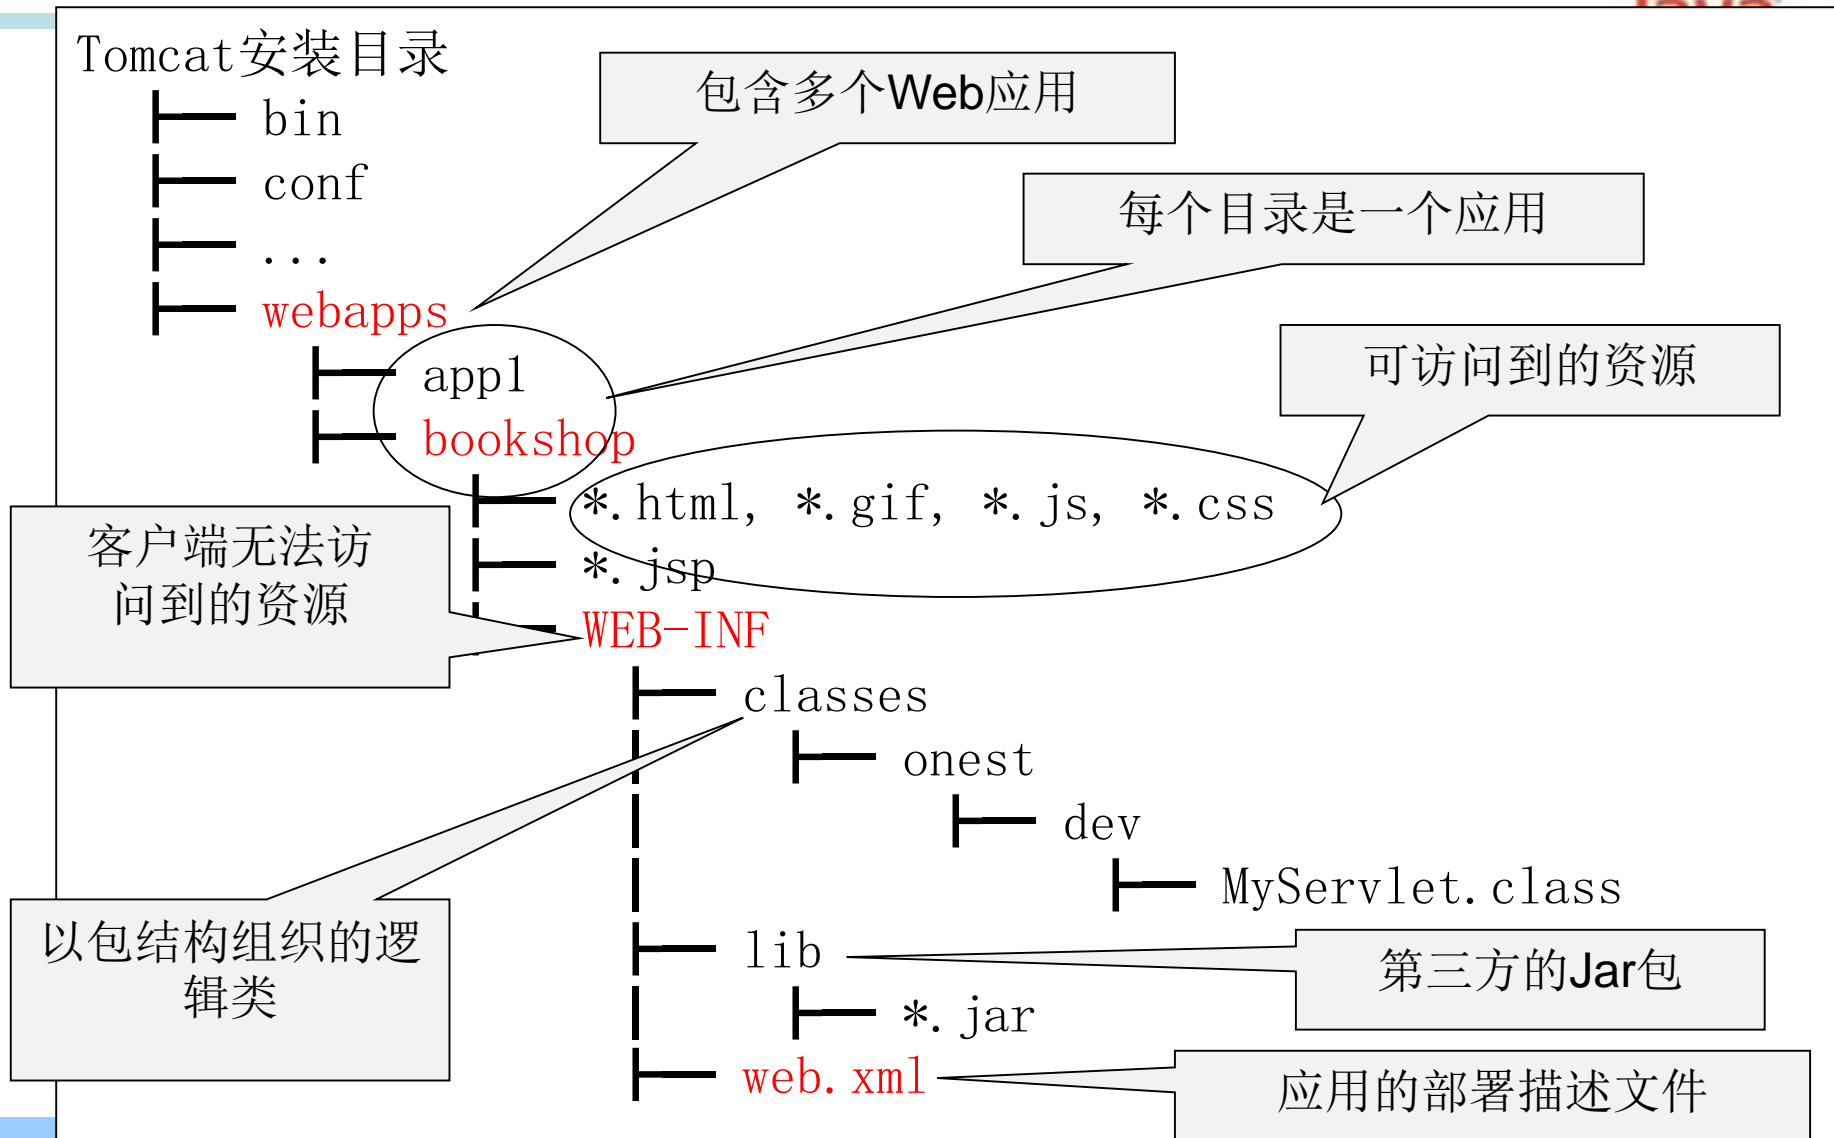 Java
Tomcat安装目录
包含多个Web应用
bin
conf
每个目录是一个应用
...
webapps
可访问到的资源
app1
bookshop
*.html, *.gif, *.js, *.css
客户端无法访
问到的资源
*.jsp
WEB-INF
classes
onest
dev
MyServlet.class
以包结构组织的逻
辑类
lib
第三方的Jar包
*.jar
web.xml
应用的部署描述文件